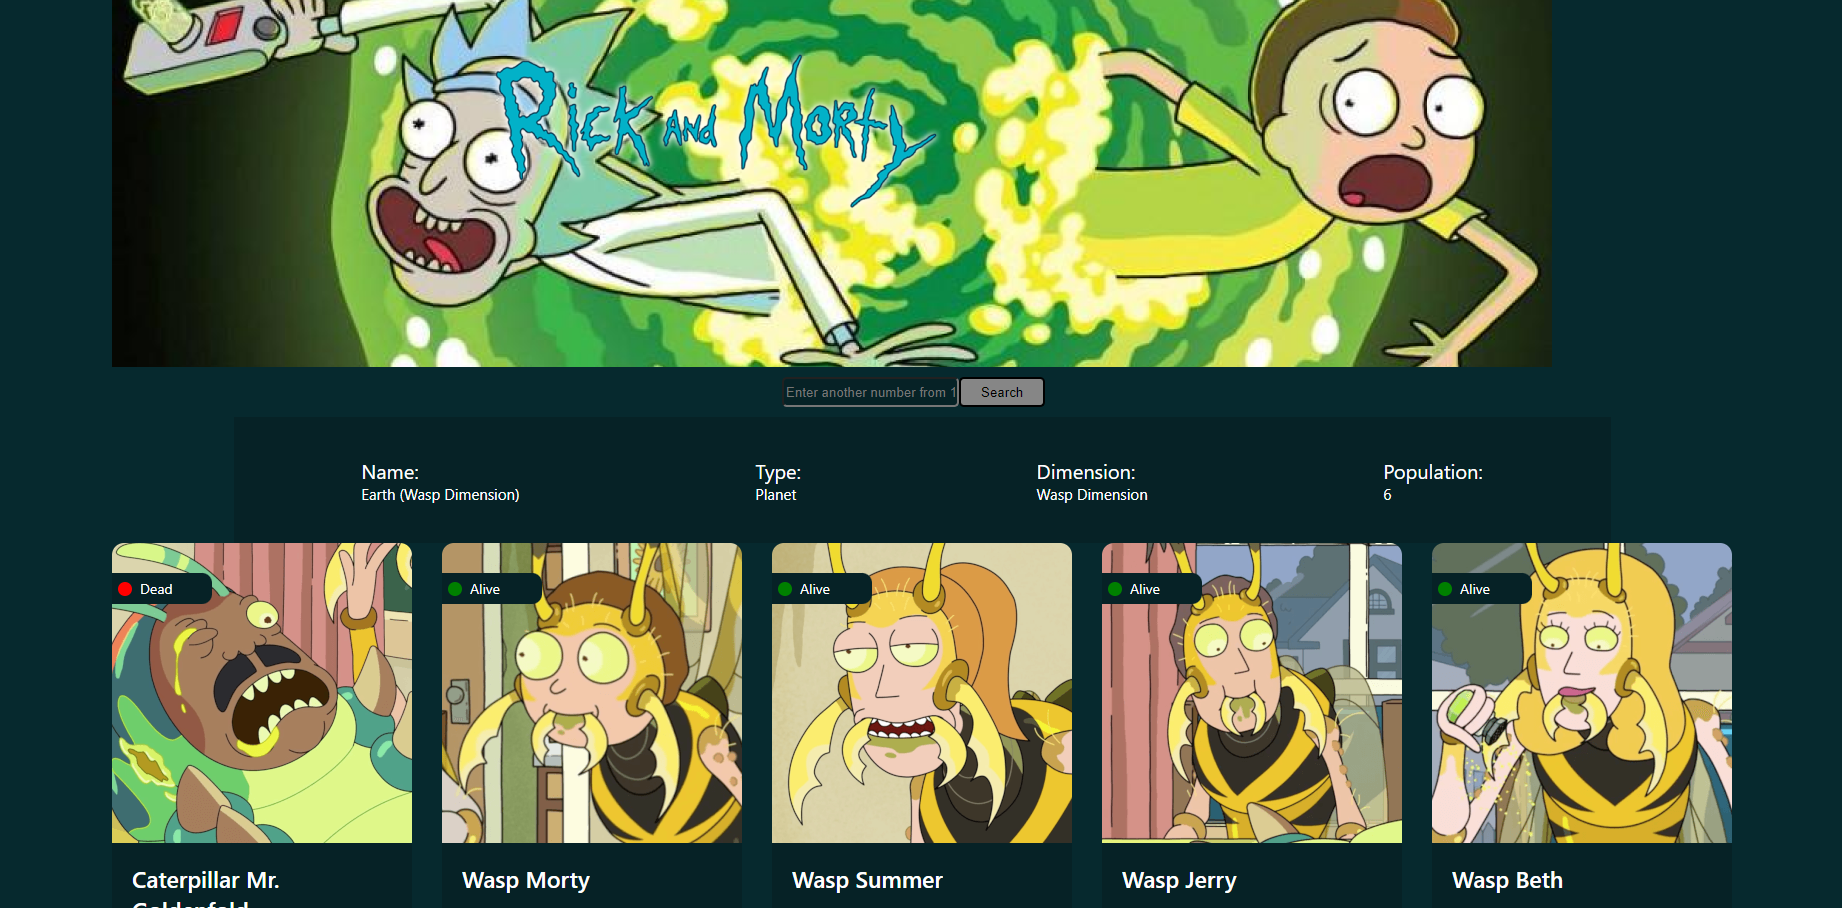 Rick and Morty
Enter another number from 1
Search
Name:
Earth (Wasp Dimension)
Type:
Planet
Dimension:
Wasp Dimension
Population:
6
Dead
Alive
Alive
Alive
Alive
Caterpillar Mr.
Goldenfold
Wasp Morty
Wasp Summer
Wasp Jerry
Wasp Beth